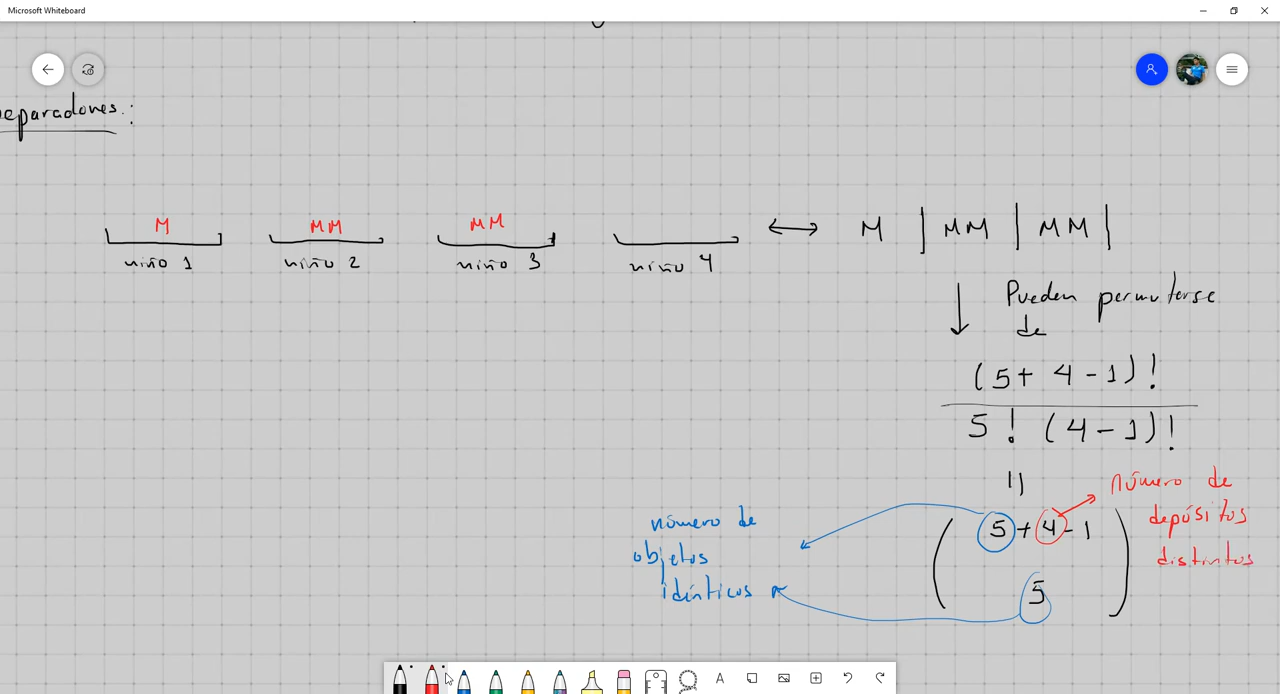 Microsoft Whiteboard
separadores:
M MM MM
niño 1 niño 2 niño 3 niño 4
↔ M | MM | MM |
↓ Pueden permutarse
de
(5+ 4-1)!
5! (4-1)!
número de
depósitos
distintos
5+4-1
5
número de
objetos
idénticos